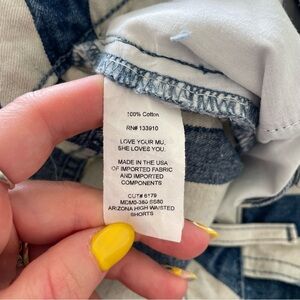 100% Cotton
RN# 133910
LOVE YOUR MU,
SHE LOVES YOU.
MADE IN THE USA
OF IMPORTED FABRIC
AND IMPORTED
COMPONENTS
CUT# 6179
MDM0-380 SS80
ARIZONA HIGH WAISTED
SHORTS